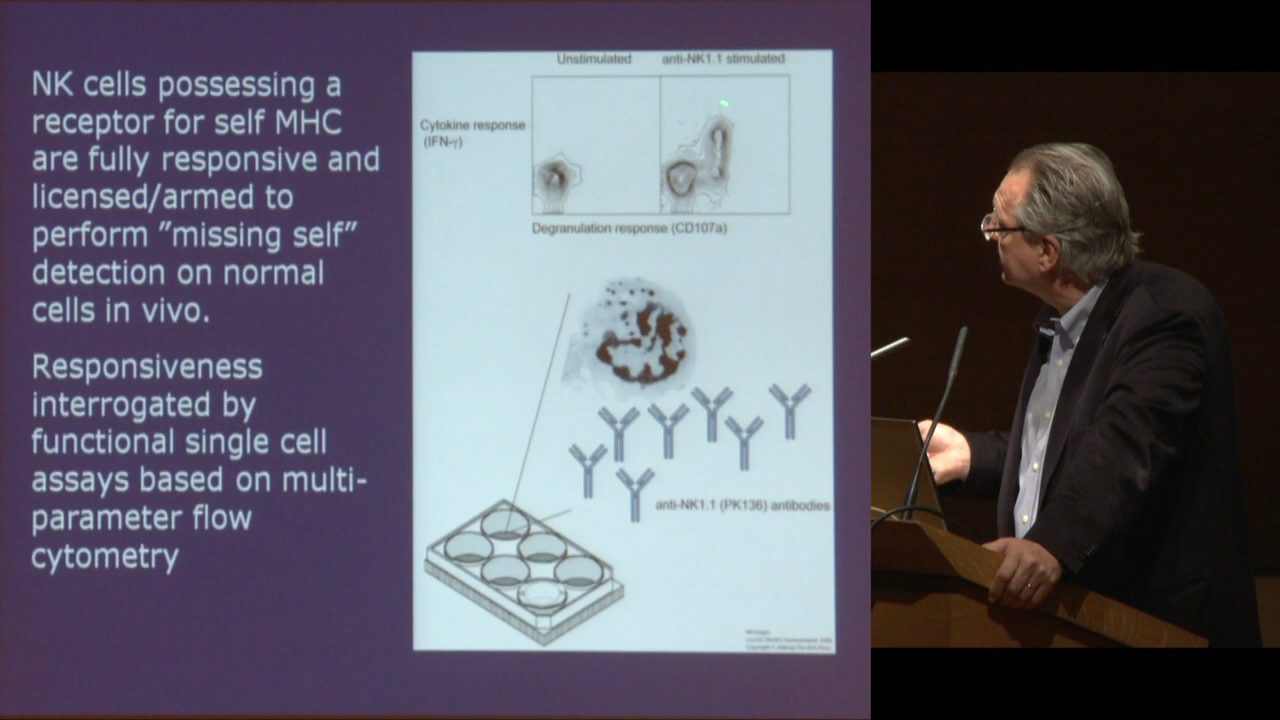 NK cells possessing a
receptor for self MHC
are fully responsive and
licensed/armed to
perform ”missing self”
detection on normal
cells in vivo.
Responsiveness
interrogated by
functional single cell
assays based on multi-
parameter flow
cytometry
Unstimulated anti-NK1.1 stimulated
Cytokine response
(IFN-γ)
Degranulation response (CD107a)
anti-NK1.1 (PK136) antibodies